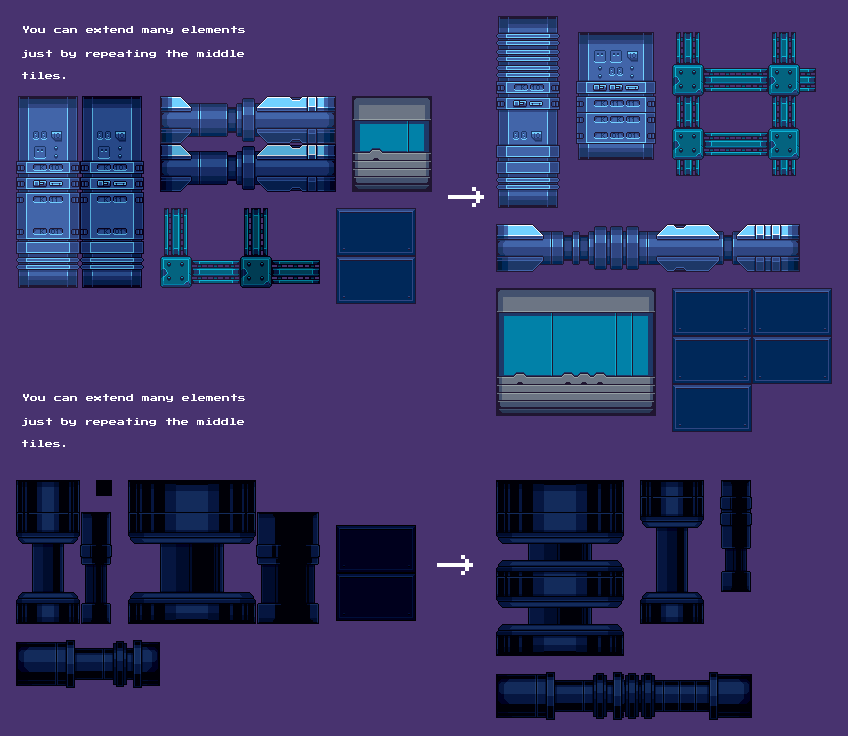 You can extend many elements
just by repeating the middle
tiles.
You can extend many elements
just by repeating the middle
tiles.